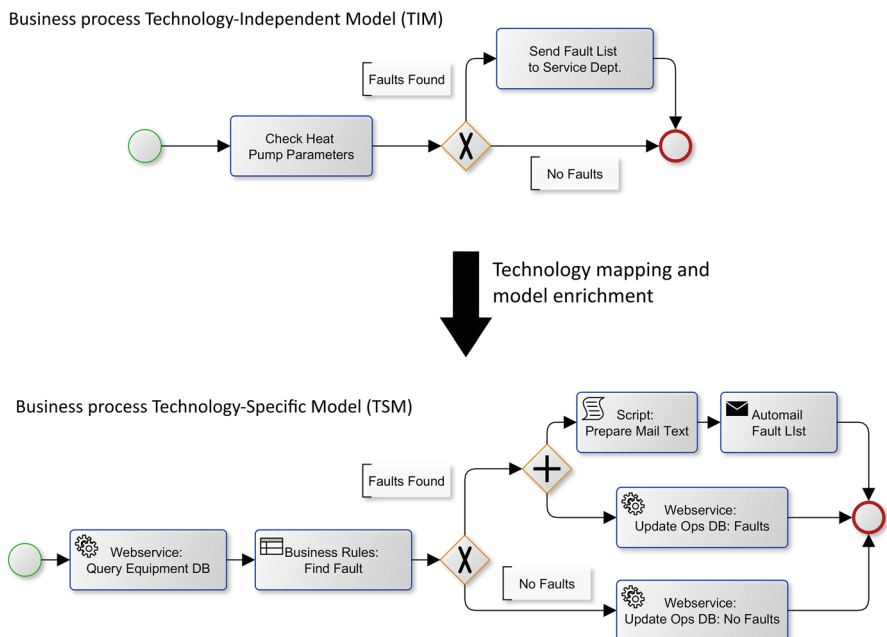 Business process Technology-Independent Model (TIM)
Send Fault List
to Service Dept.
Faults Found
Check Heat
Pump Parameters
X
No Faults
Technology mapping and
model enrichment
Business process Technology-Specific Model (TSM)
Script:
Prepare Mail Text
Automail
Fault LIst
Faults Found
Webservice:
Update Ops DB: Faults
Webservice:
Query Equipment DB
Business Rules:
Find Fault
X
No Faults
Webservice:
Update Ops DB: No Faults